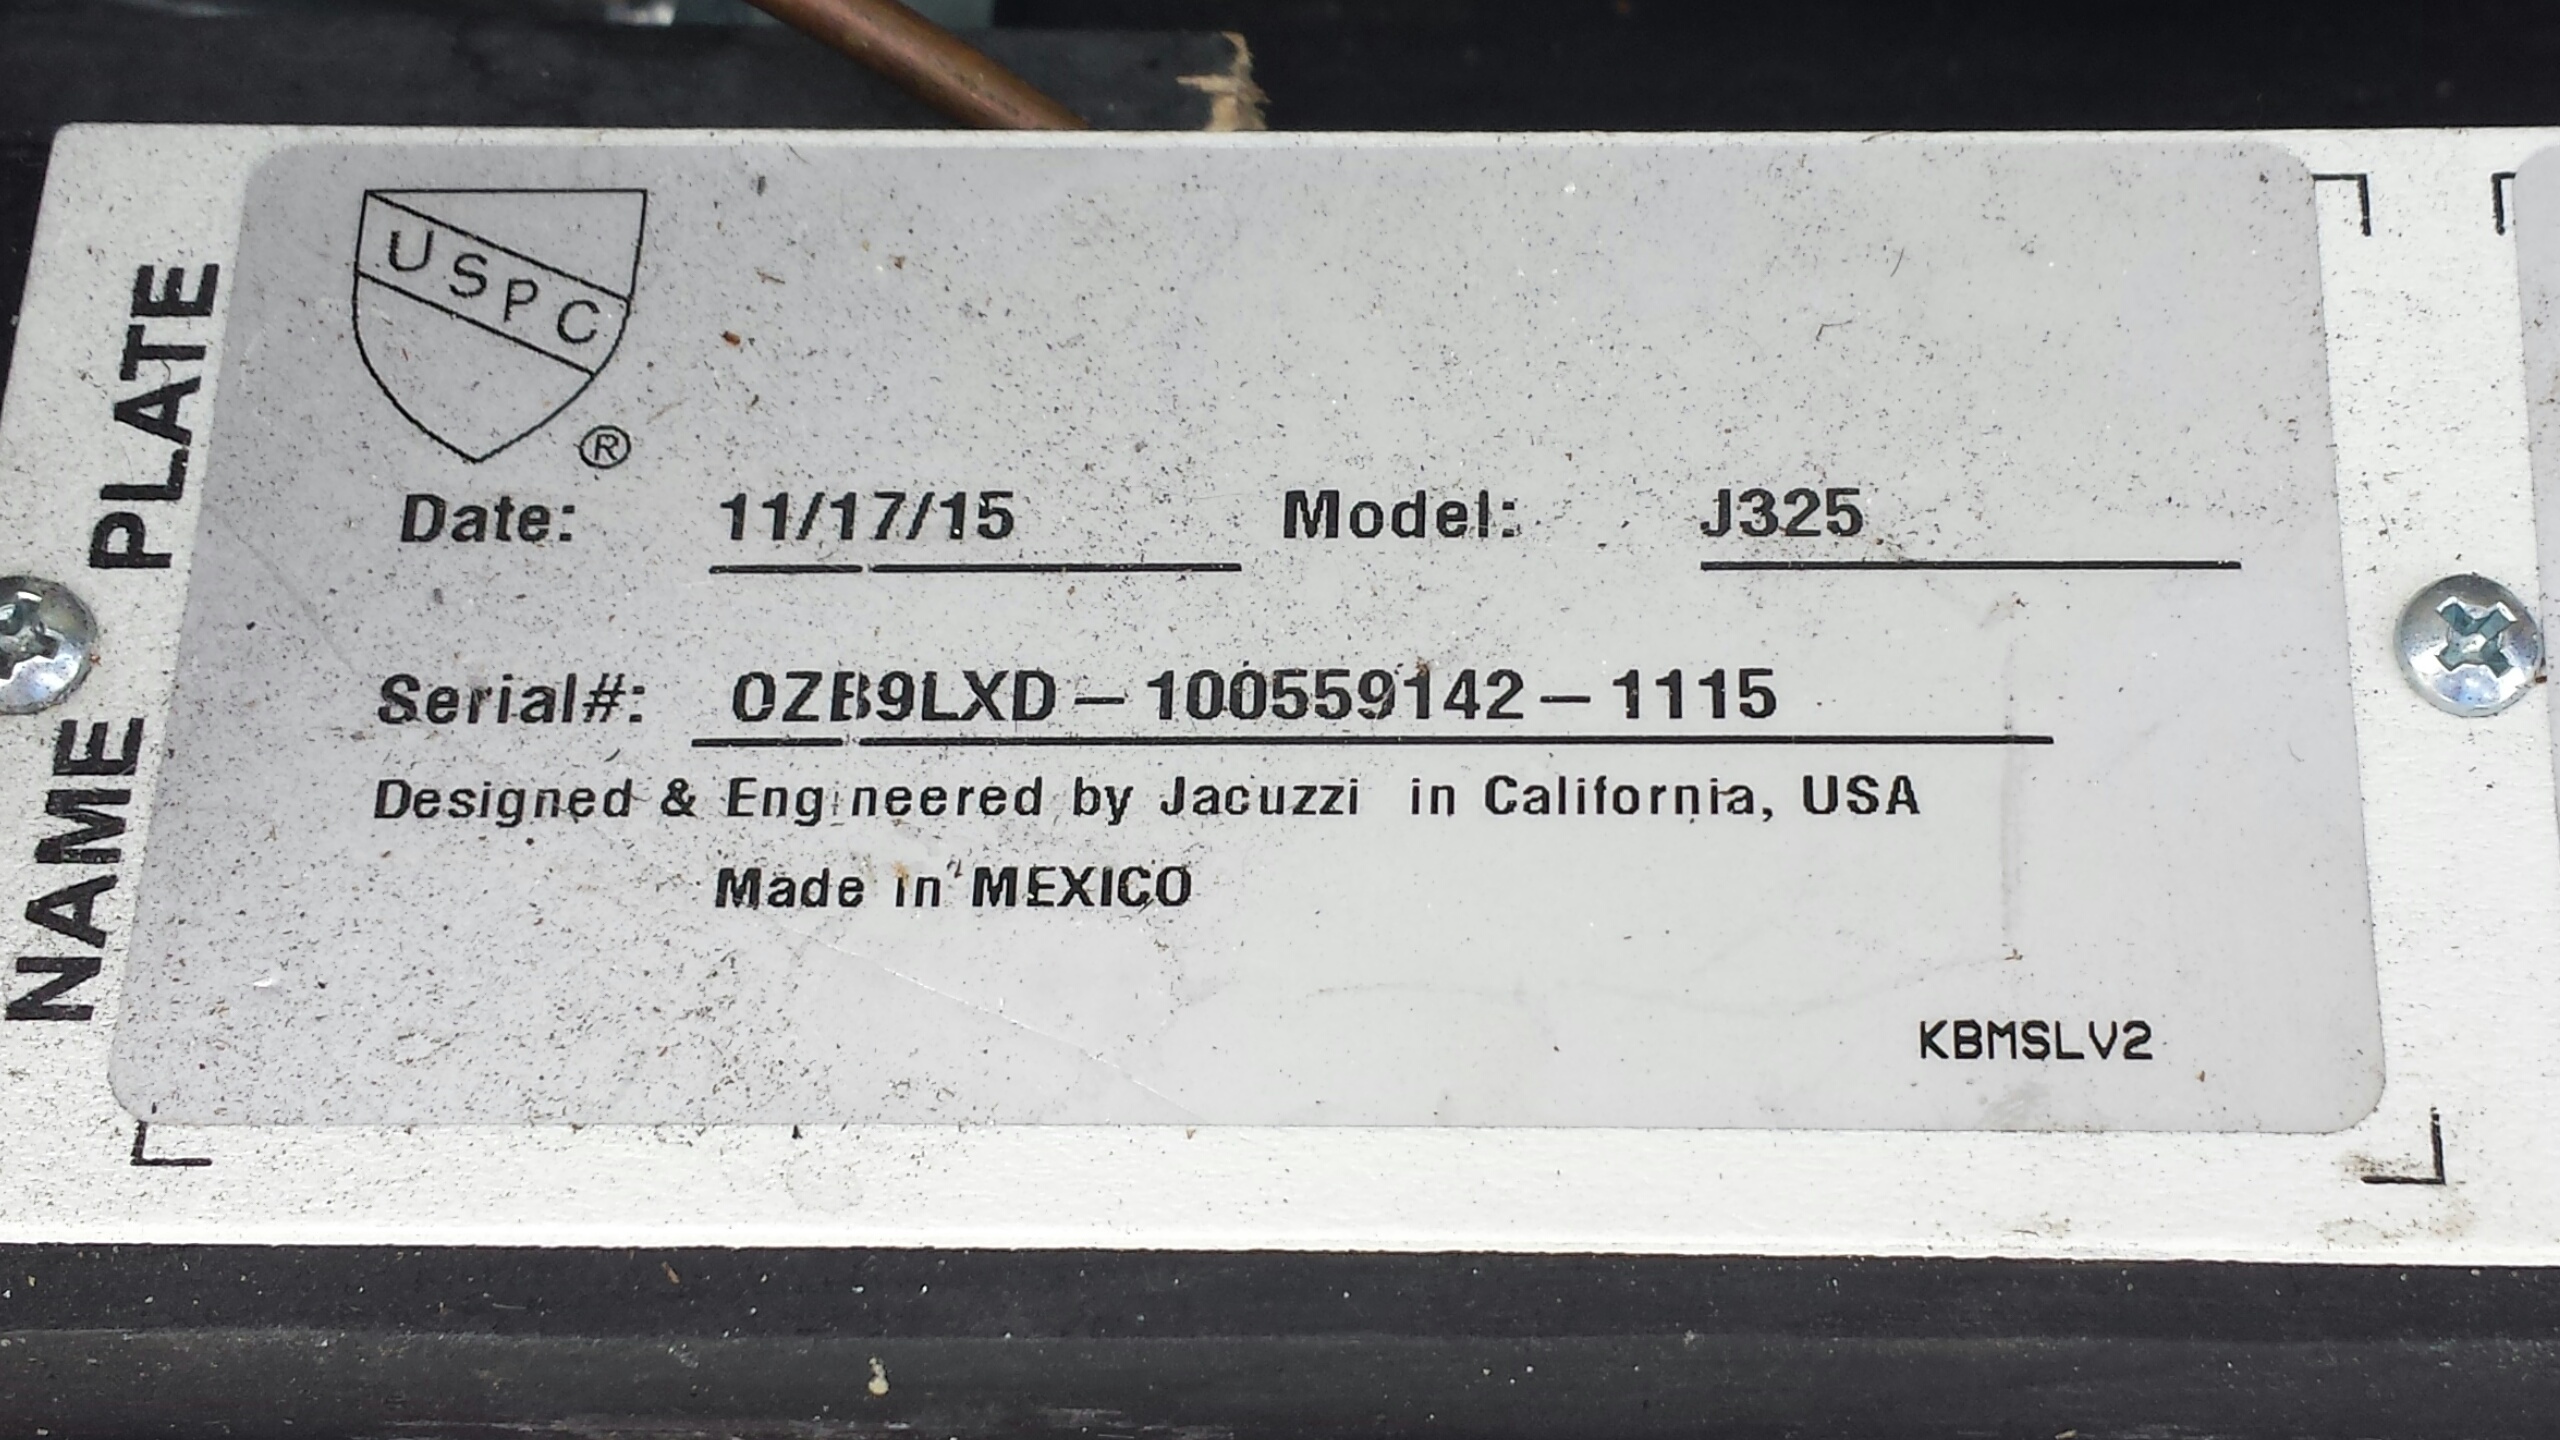 NAME PLATE
USPC
®
Date: 11/17/15 Model: J325
Serial#: OZB9LXD – 100559142 – 1115
Designed & Engineered by Jacuzzi in California, USA
Made in MEXICO
KBMSLV2